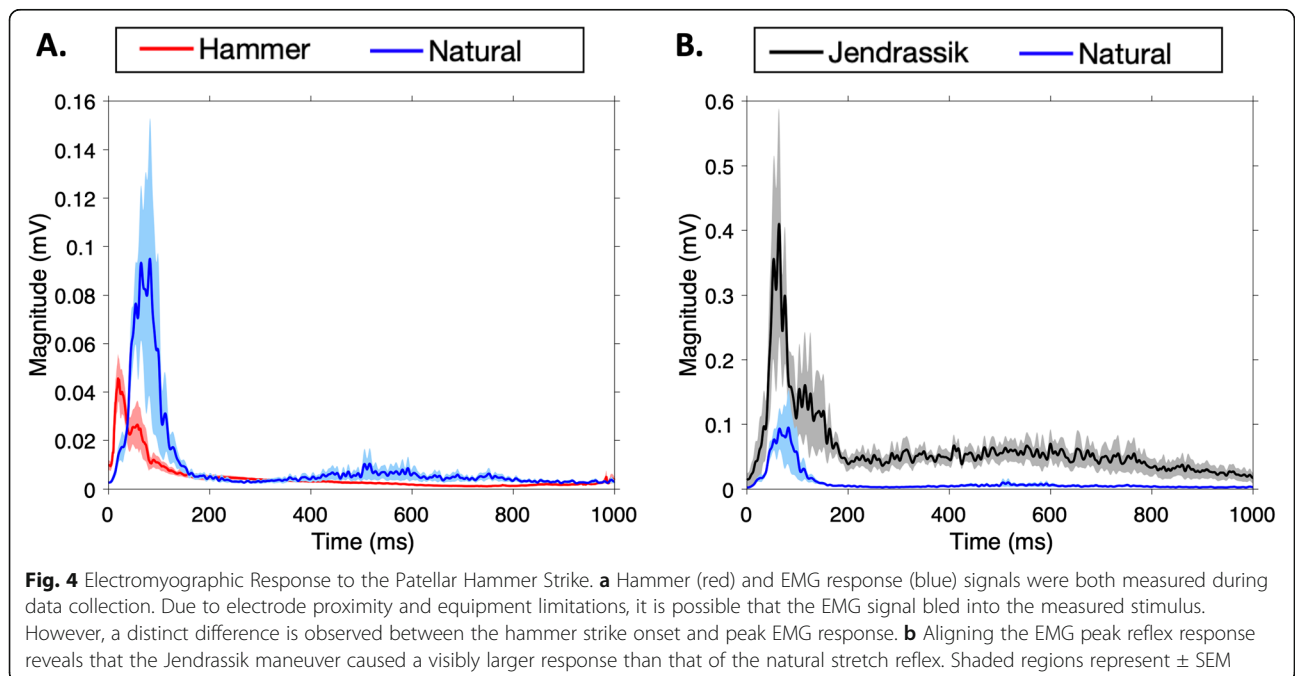 A.
Hammer Natural
0.16
0.14
0.12
0.1
0.08
0.06
0.04
0.02
0
Magnitude (mV)
0 200 400 600 800 1000
Time (ms)
B.
Jendrassik Natural
0.6
0.5
0.4
0.3
0.2
0.1
0
Magnitude (mV)
0 200 400 600 800 1000
Time (ms)
Fig. 4 Electromyographic Response to the Patellar Hammer Strike. a Hammer (red) and EMG response (blue) signals were both measured during
data collection. Due to electrode proximity and equipment limitations, it is possible that the EMG signal bled into the measured stimulus.
However, a distinct difference is observed between the hammer strike onset and peak EMG response. b Aligning the EMG peak reflex response
reveals that the Jendrassik maneuver caused a visibly larger response than that of the natural stretch reflex. Shaded regions represent ± SEM